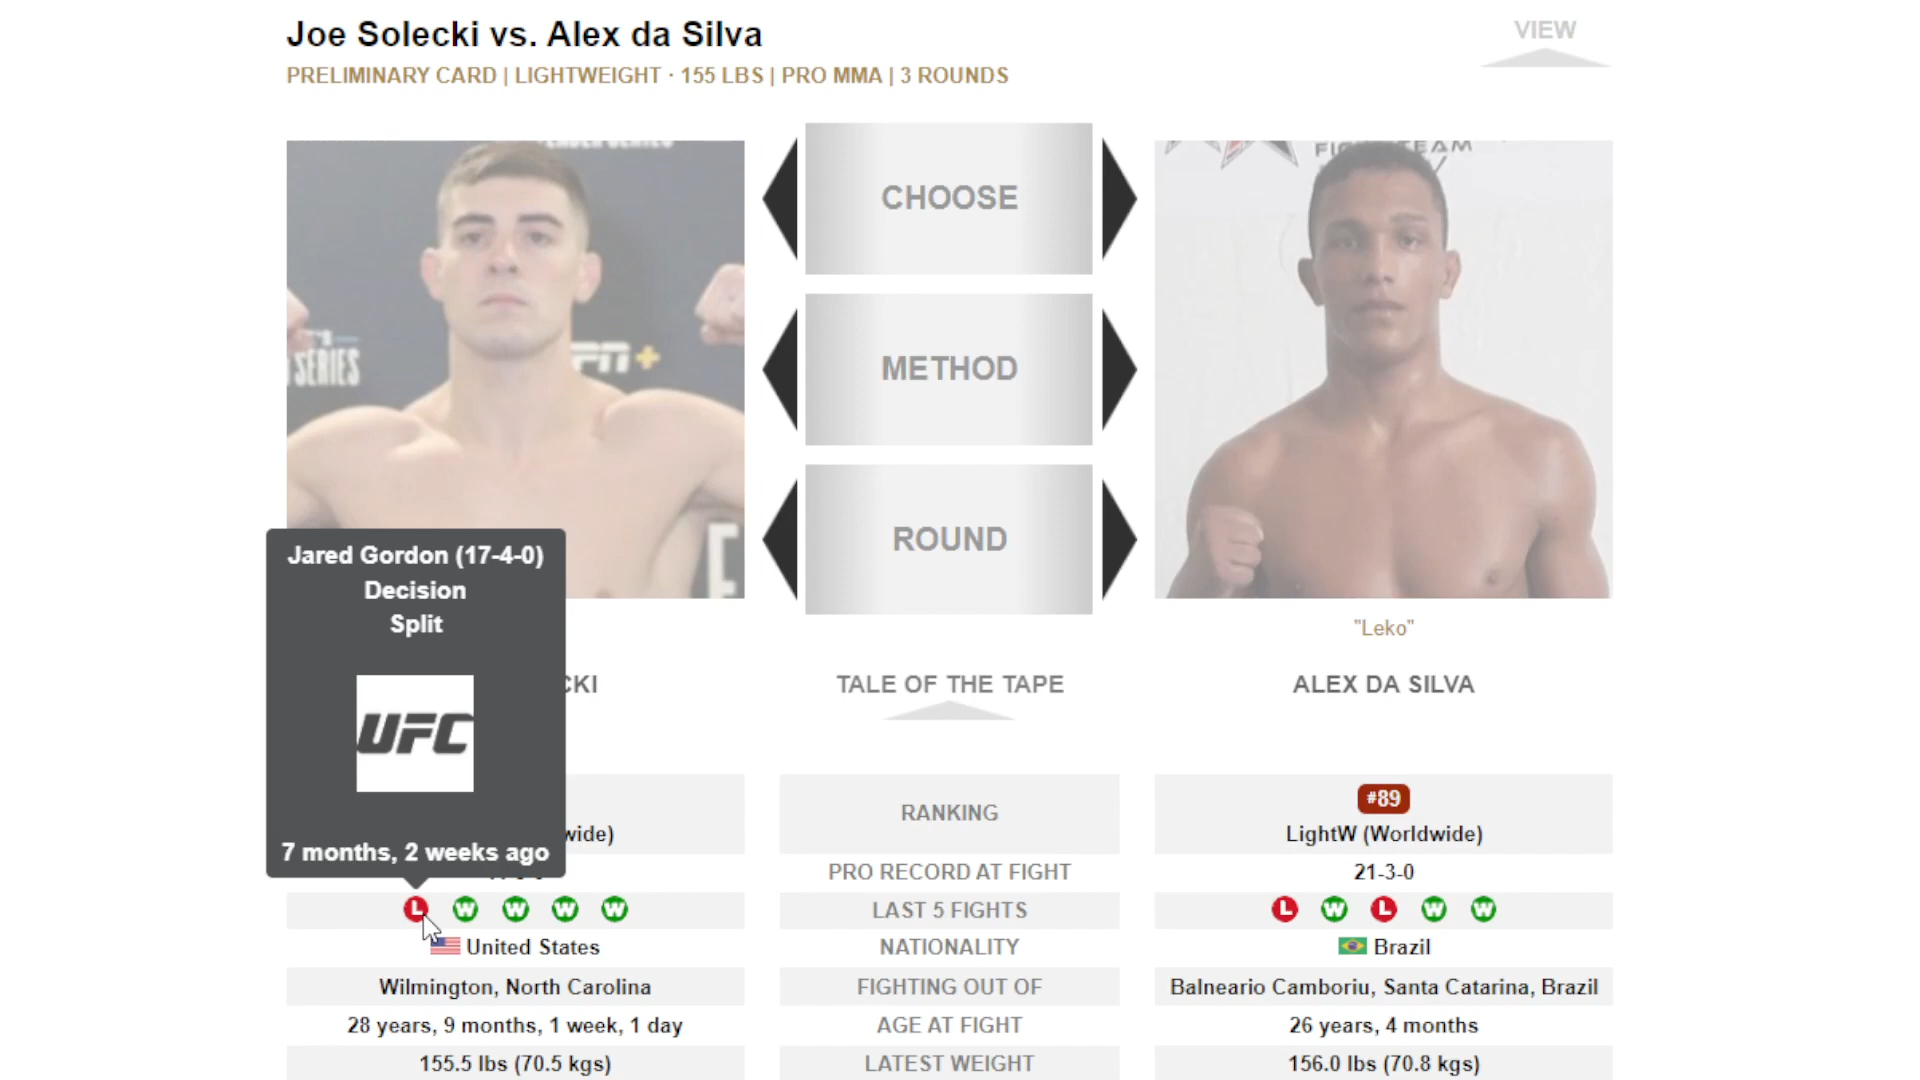 Joe Solecki vs. Alex da Silva
VIEW
PRELIMINARY CARD | LIGHTWEIGHT · 155 LBS | PRO MMA | 3 ROUNDS
CHOOSE
METHOD
ROUND
SERIES
TEAM
Jared Gordon (17-4-0)
Decision
Split
UFC
7 months, 2 weeks ago
"Leko"
CKI
TALE OF THE TAPE
ALEX DA SILVA
#89
RANKING
wide)
LightW (Worldwide)
PRO RECORD AT FIGHT
21-3-0
L W W W W
LAST 5 FIGHTS
L W L W W
United States
NATIONALITY
Brazil
Wilmington, North Carolina
FIGHTING OUT OF
Balneario Camboriu, Santa Catarina, Brazil
28 years, 9 months, 1 week, 1 day
AGE AT FIGHT
26 years, 4 months
155.5 lbs (70.5 kgs)
LATEST WEIGHT
156.0 lbs (70.8 kgs)